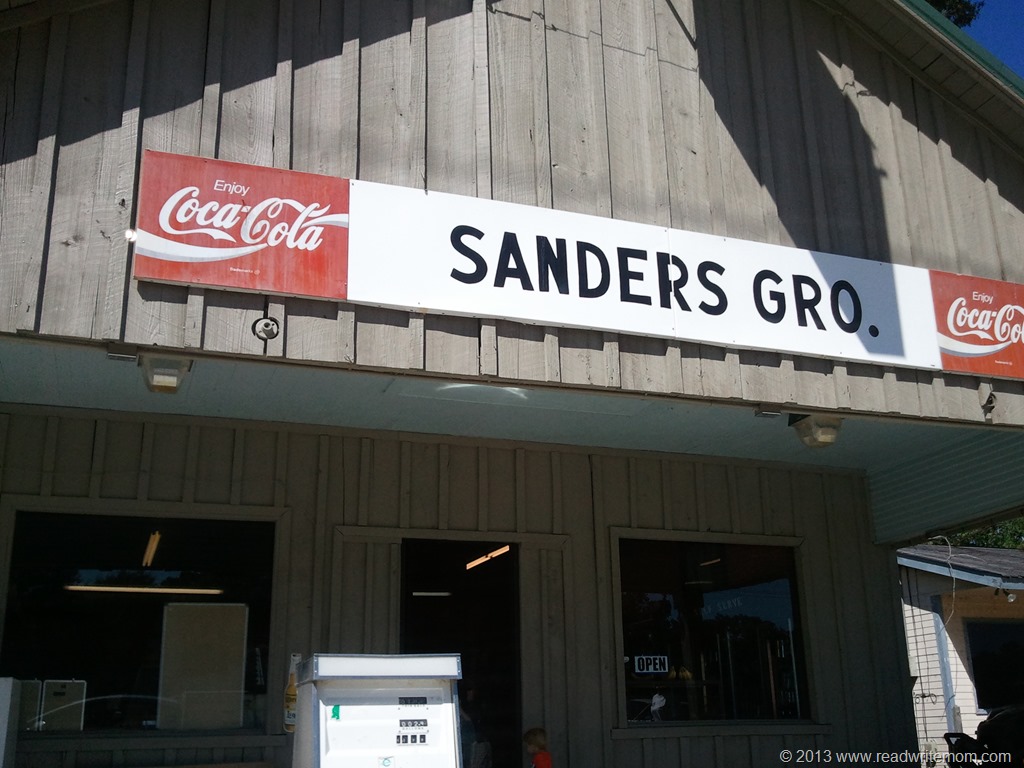 Enjoy
Coca-Cola
SANDERS GRO.
Enjoy
Coca-Co
OPEN
© 2013 www.readwritemom.com